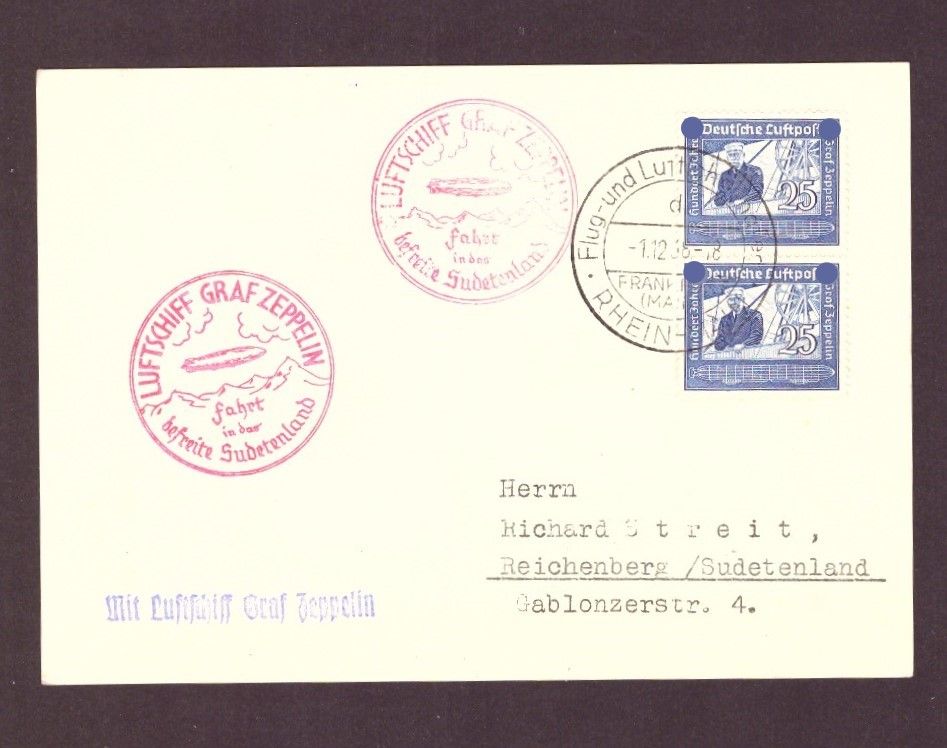 LUFTSCHIFF GRAF ZEPPELIN
fahrt
in das
befreite Sudetenland
Deutsche Luftpost
Hundert Jahre
Graf Zeppelin
25
Flug- und Luft
-1.12.38-18
FRANKF
(MA
RHEIN-
Deutsche Luftpost
Hundert Jahre
Graf Zeppelin
25
LUFTSCHIFF GRAF ZEPPELIN
fahrt
in das
befreite Sudetenland
Herrn
Richard Streit,
Reichenberg /Sudetenland
Gablonzerstr. 4.
Mit Luftschiff Graf Zeppelin